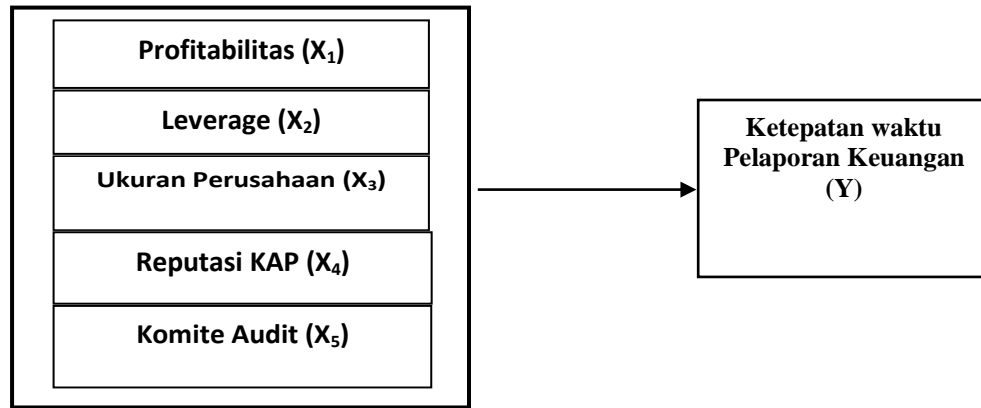 Profitabilitas (X₁)
Leverage (X₂)
Ukuran Perusahaan (X₃)
Reputasi KAP (X₄)
Komite Audit (X₅)
Ketepatan waktu
Pelaporan Keuangan
(Y)